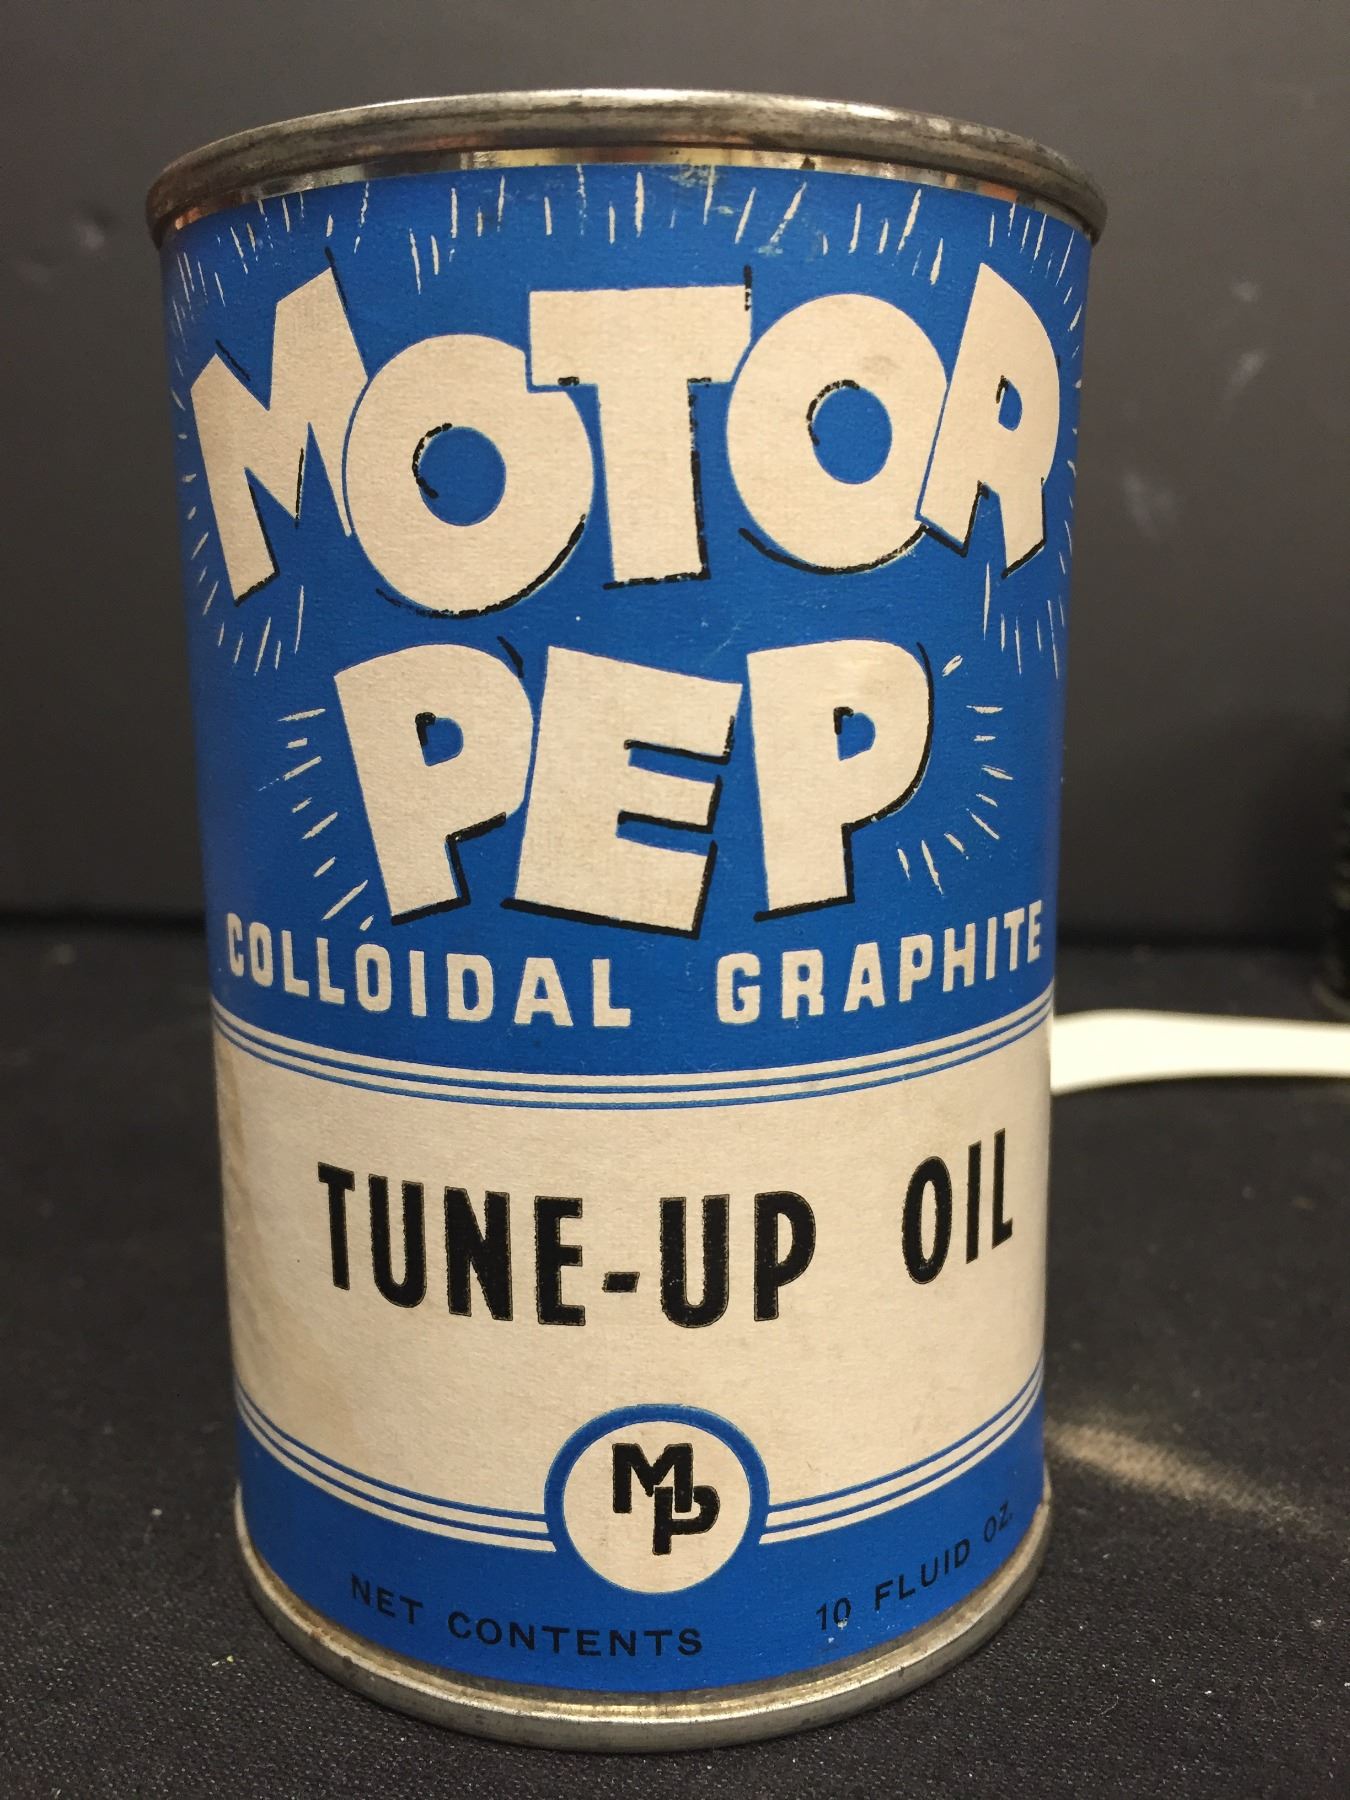 MOTOR
PEP
COLLOIDAL GRAPHITE
TUNE-UP OIL
MP
NET CONTENTS 10 FLUID OZ.